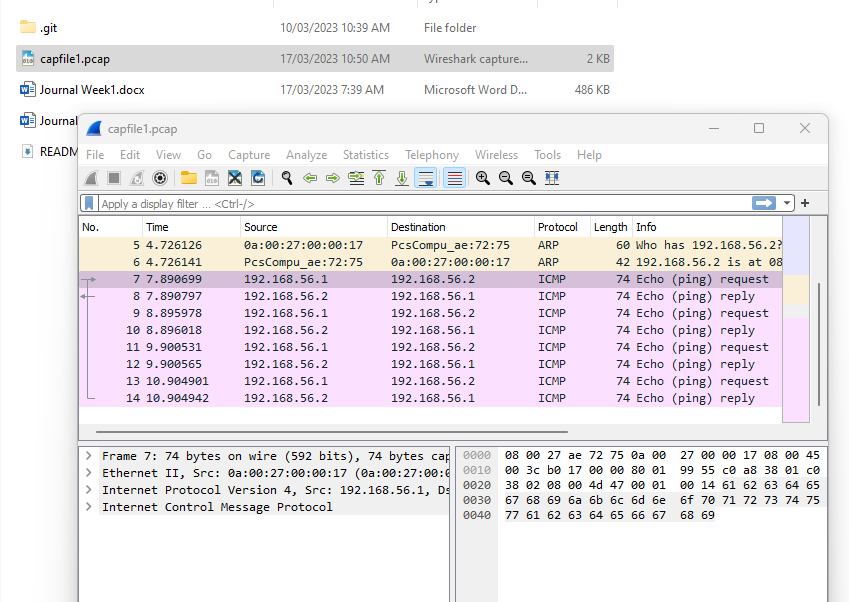 .git 10/03/2023 10:39 AM File folder
capfile1.pcap 17/03/2023 10:50 AM Wireshark capture... 2 KB
Journal Week1.docx 17/03/2023 7:39 AM Microsoft Word D... 486 KB
Journal
READM
capfile1.pcap
File Edit View Go Capture Analyze Statistics Telephony Wireless Tools Help
Apply a display filter ... <Ctrl-/>
No. Time Source Destination Protocol Length Info
5 4.726126 0a:00:27:00:00:17 PcsCompu_ae:72:75 ARP 60 Who has 192.168.56.2?
6 4.726141 PcsCompu_ae:72:75 0a:00:27:00:00:17 ARP 42 192.168.56.2 is at 08
7 7.890699 192.168.56.1 192.168.56.2 ICMP 74 Echo (ping) request
8 7.890797 192.168.56.2 192.168.56.1 ICMP 74 Echo (ping) reply
9 8.895978 192.168.56.1 192.168.56.2 ICMP 74 Echo (ping) request
10 8.896018 192.168.56.2 192.168.56.1 ICMP 74 Echo (ping) reply
11 9.900531 192.168.56.1 192.168.56.2 ICMP 74 Echo (ping) request
12 9.900565 192.168.56.2 192.168.56.1 ICMP 74 Echo (ping) reply
13 10.904901 192.168.56.1 192.168.56.2 ICMP 74 Echo (ping) request
14 10.904942 192.168.56.2 192.168.56.1 ICMP 74 Echo (ping) reply
Frame 7: 74 bytes on wire (592 bits), 74 bytes cap
Ethernet II, Src: 0a:00:27:00:00:17 (0a:00:27:00:0
Internet Protocol Version 4, Src: 192.168.56.1, Ds
Internet Control Message Protocol
0000 08 00 27 ae 72 75 0a 00 27 00 00 17 08 00 45
0010 00 3c b0 17 00 00 80 01 99 55 c0 a8 38 01 c0
0020 38 02 08 00 4d 47 00 01 00 14 61 62 63 64 65
0030 67 68 69 6a 6b 6c 6d 6e 6f 70 71 72 73 74 75
0040 77 61 62 63 64 65 66 67 68 69